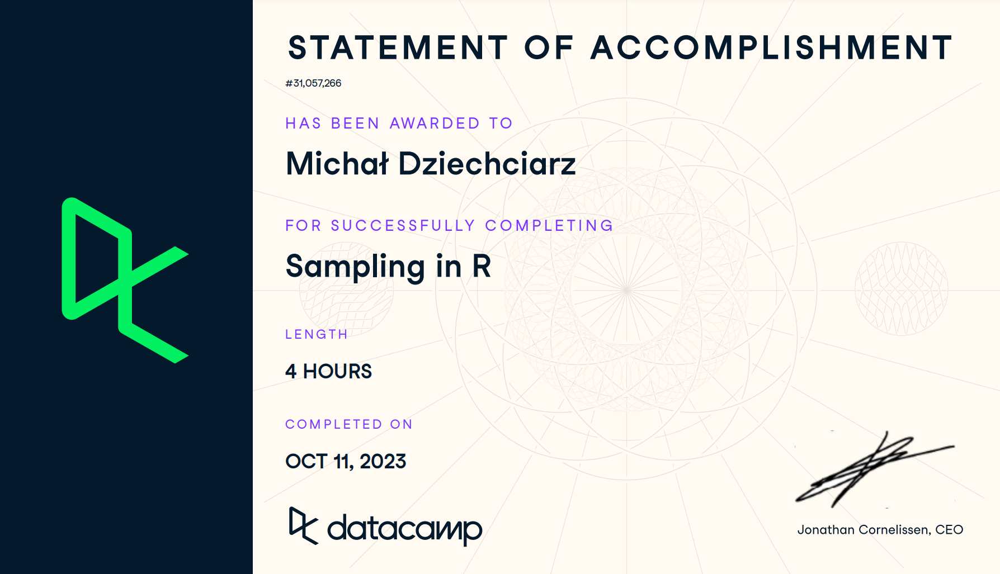 STATEMENT OF ACCOMPLISHMENT
#31,057,266
HAS BEEN AWARDED TO
Michał Dziechciarz
FOR SUCCESSFULLY COMPLETING
Sampling in R
LENGTH
4 HOURS
COMPLETED ON
OCT 11, 2023
datacamp
Jonathan Cornelissen, CEO